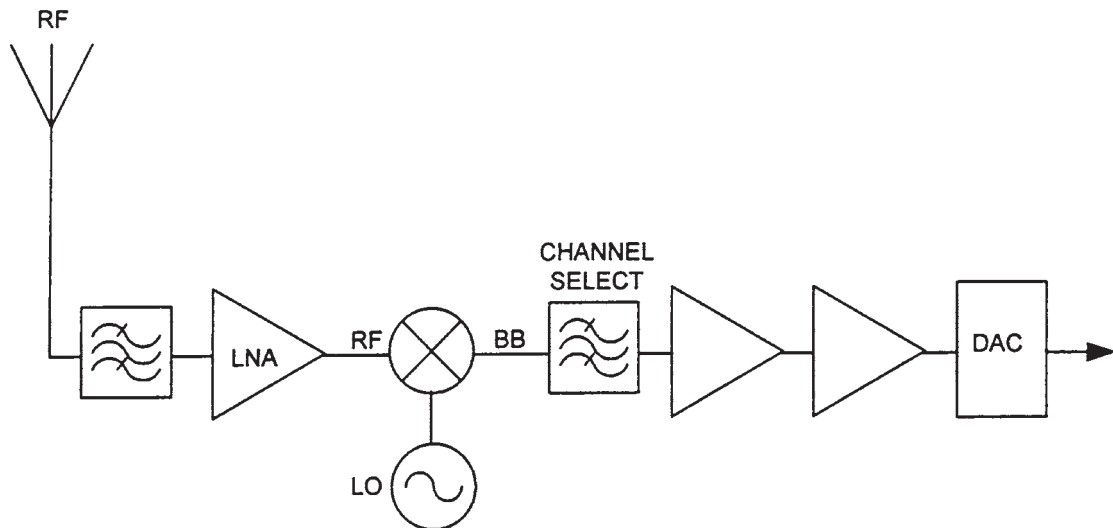 RF
CHANNEL
SELECT
LNA
RF
BB
DAC
LO